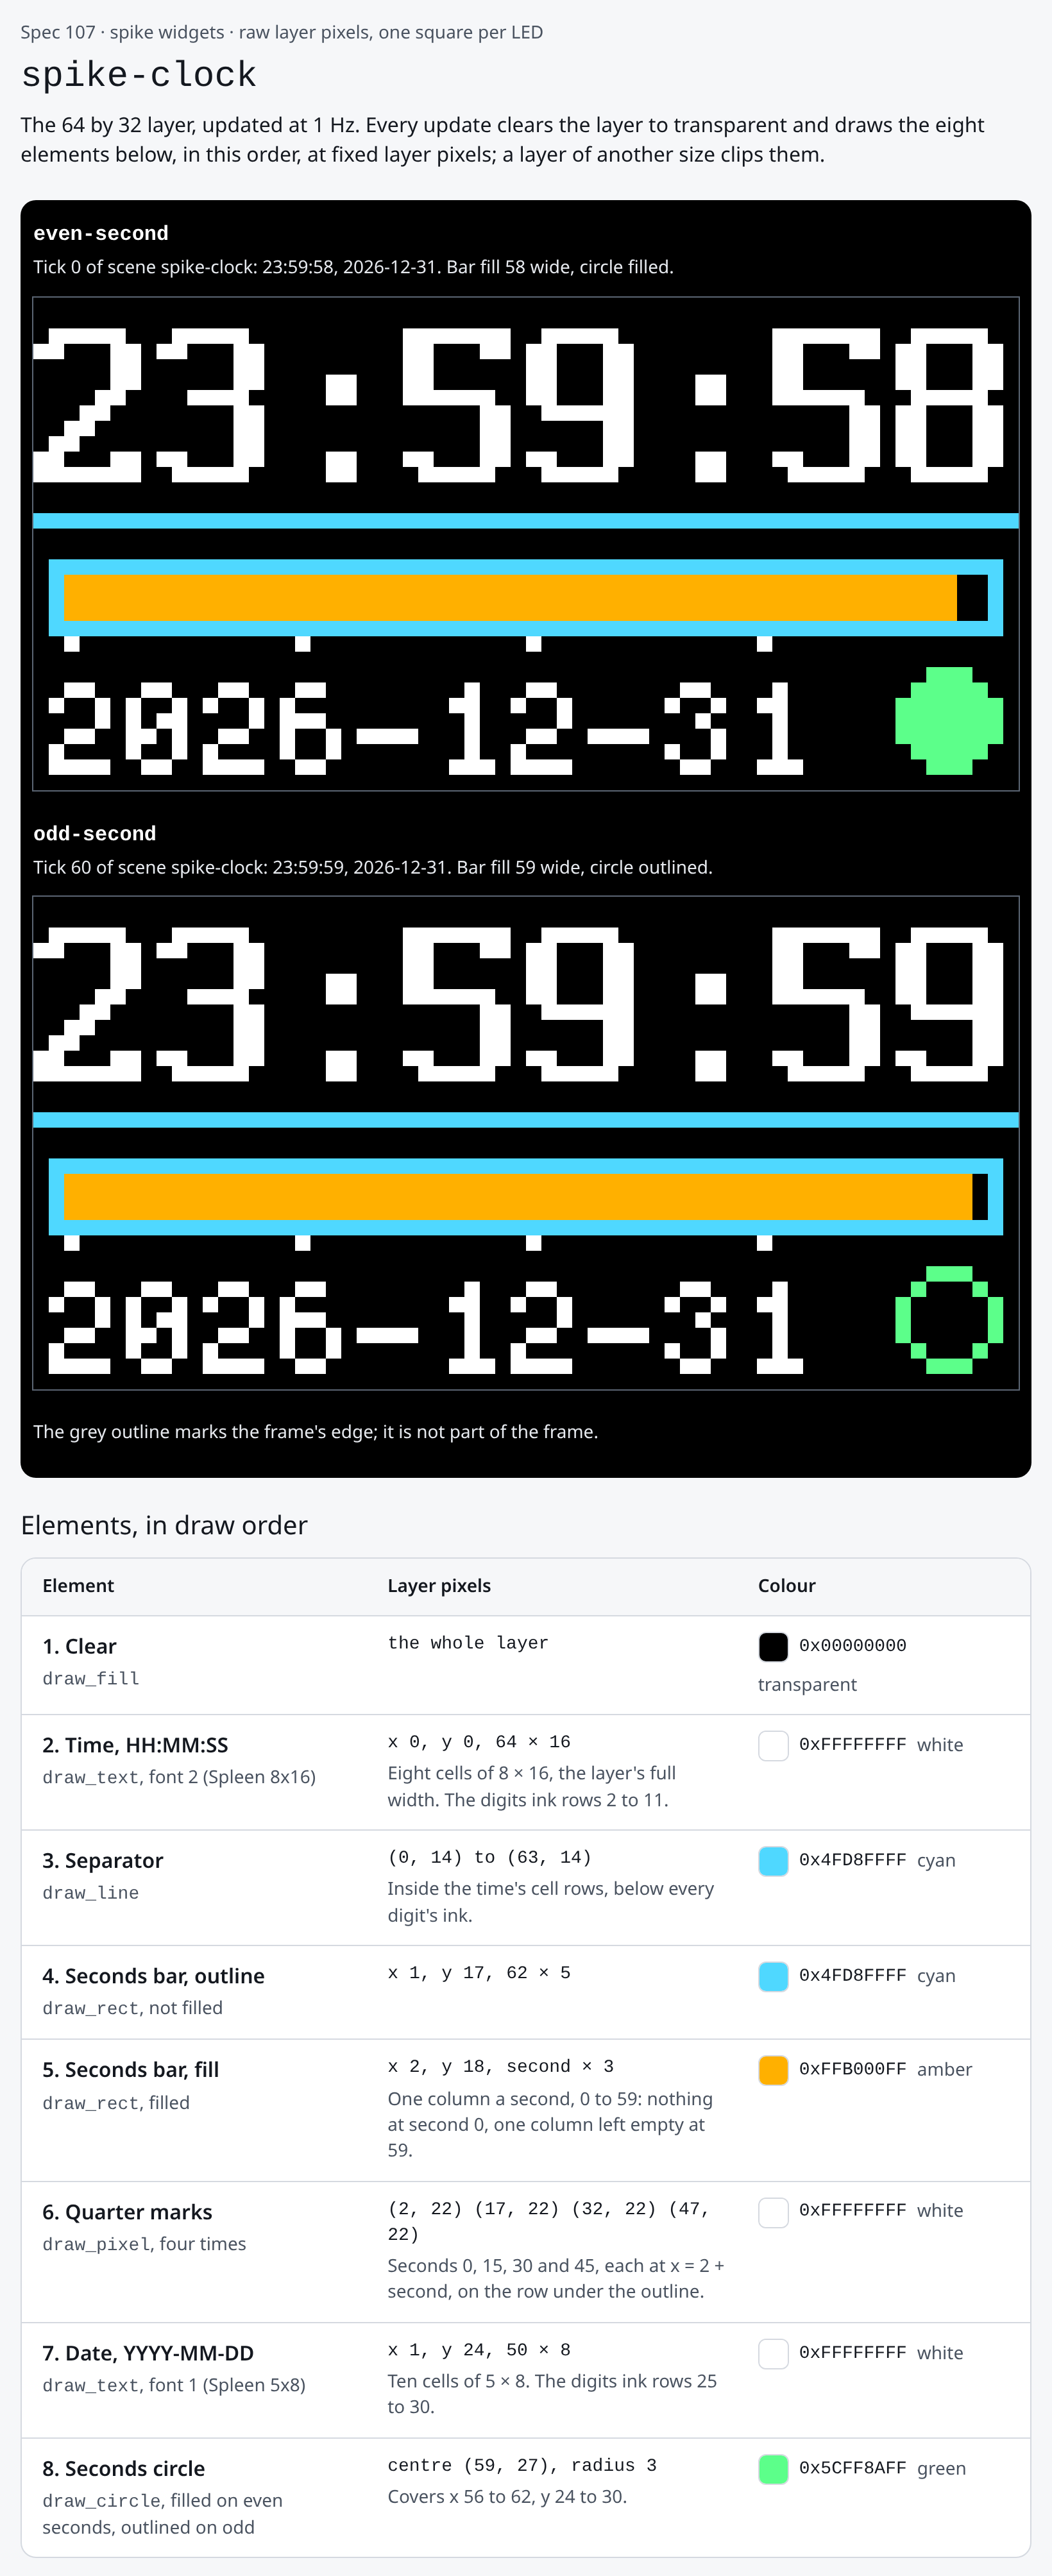 Spec 107 · spike widgets · raw layer pixels, one square per LED
spike-clock
The 64 by 32 layer, updated at 1 Hz. Every update clears the layer to transparent and draws the eight
elements below, in this order, at fixed layer pixels; a layer of another size clips them.
even-second
Tick 0 of scene spike-clock: 23:59:58, 2026-12-31. Bar fill 58 wide, circle filled.
23:59:58
2026-12-31
odd-second
Tick 60 of scene spike-clock: 23:59:59, 2026-12-31. Bar fill 59 wide, circle outlined.
23:59:59
2026-12-31
The grey outline marks the frame's edge; it is not part of the frame.
Elements, in draw order
Element Layer pixels Colour
1. Clear
draw_fill
the whole layer
0x00000000
transparent
2. Time, HH:MM:SS
draw_text, font 2 (Spleen 8x16)
x 0, y 0, 64 × 16
Eight cells of 8 × 16, the layer's full
width. The digits ink rows 2 to 11.
0xFFFFFFFF white
3. Separator
draw_line
(0, 14) to (63, 14)
Inside the time's cell rows, below every
digit's ink.
0x4FD8FFFF cyan
4. Seconds bar, outline
draw_rect, not filled
x 1, y 17, 62 × 5
0x4FD8FFFF cyan
5. Seconds bar, fill
draw_rect, filled
x 2, y 18, second × 3
One column a second, 0 to 59: nothing
at second 0, one column left empty at
59.
0xFFB000FF amber
6. Quarter marks
draw_pixel, four times
(2, 22) (17, 22) (32, 22) (47,
22)
Seconds 0, 15, 30 and 45, each at x = 2 +
second, on the row under the outline.
0xFFFFFFFF white
7. Date, YYYY-MM-DD
draw_text, font 1 (Spleen 5x8)
x 1, y 24, 50 × 8
Ten cells of 5 × 8. The digits ink rows 25
to 30.
0xFFFFFFFF white
8. Seconds circle
draw_circle, filled on even
seconds, outlined on odd
centre (59, 27), radius 3
Covers x 56 to 62, y 24 to 30.
0x5CFF8AFF green